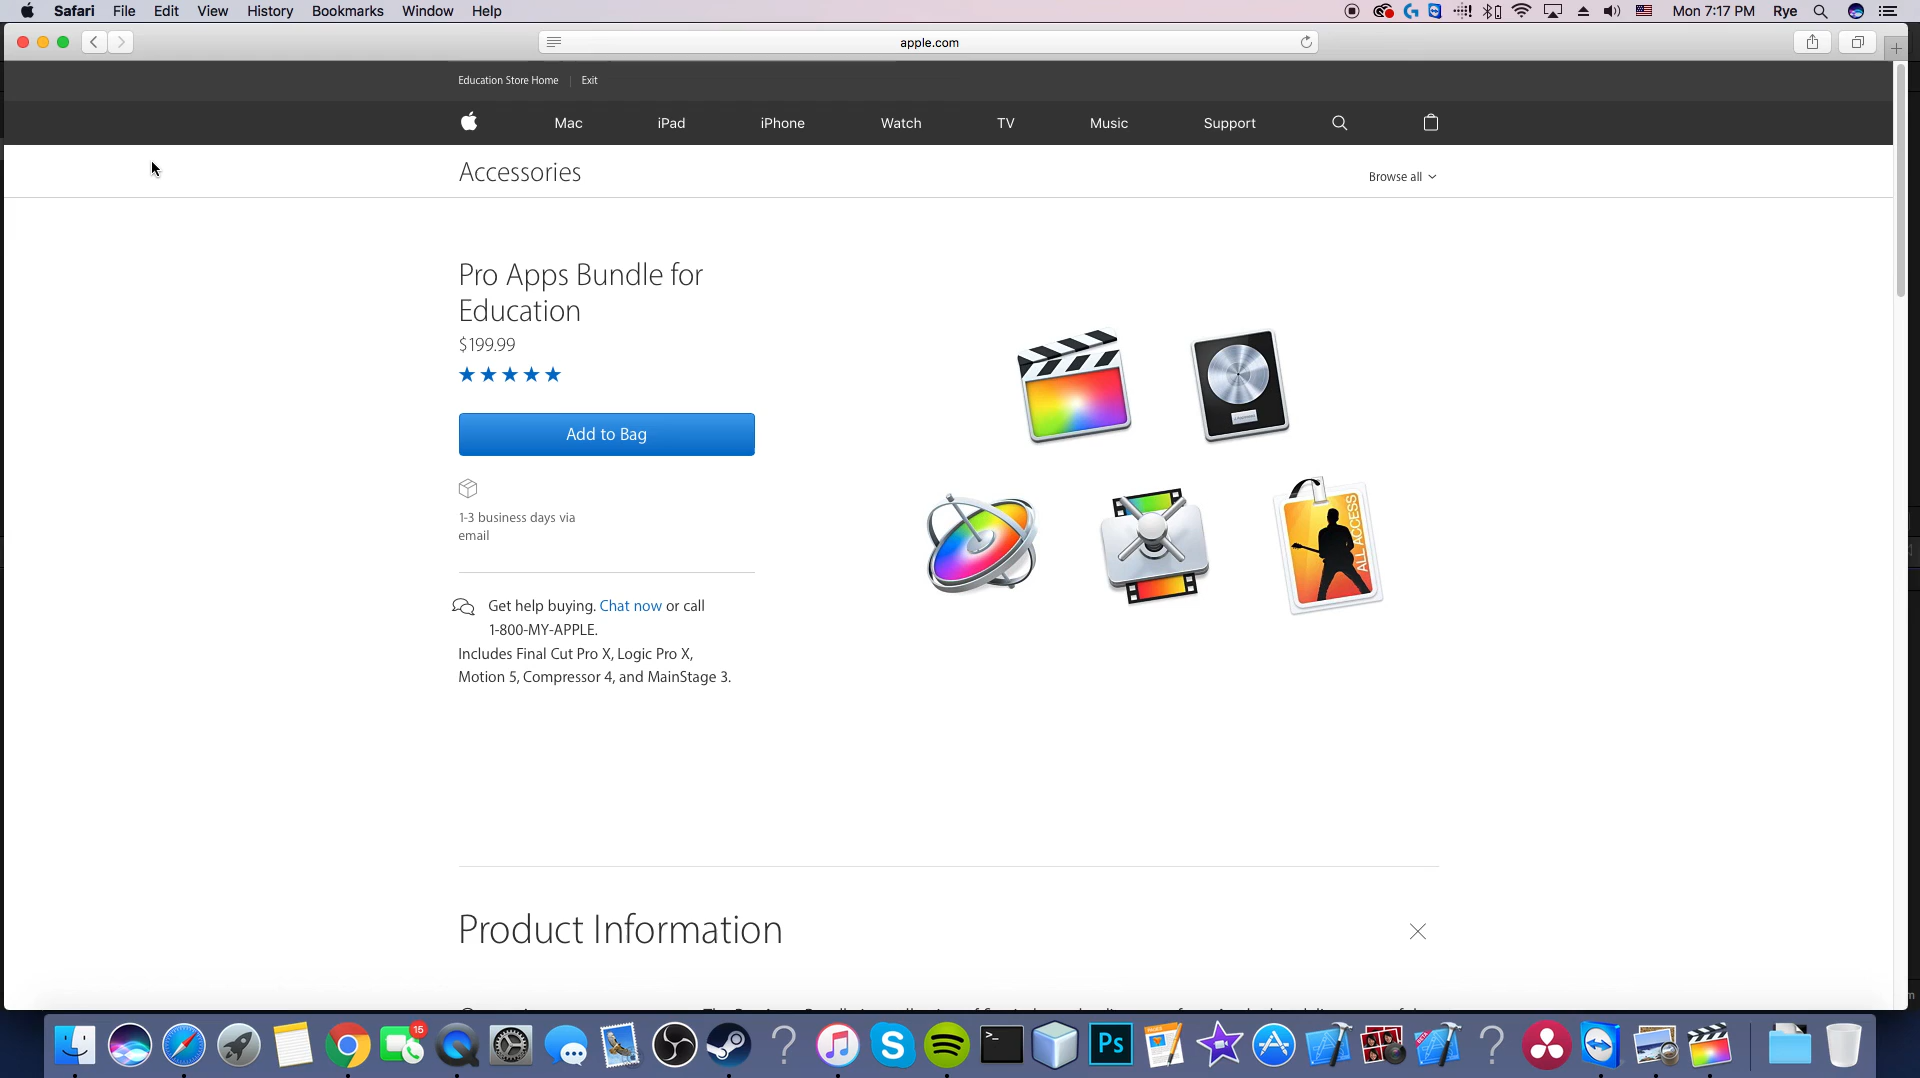 Safari File Edit View History Bookmarks Window Help
Mon 7:17 PM Rye
apple.com
Education Store Home Exit
Mac iPad iPhone Watch TV Music Support
Accessories
Browse all
Pro Apps Bundle for
Education
$199.99
Add to Bag
1-3 business days via
email
Get help buying. Chat now or call
1-800-MY-APPLE.
Includes Final Cut Pro X, Logic Pro X,
Motion 5, Compressor 4, and MainStage 3.
ALL ACCESS
Product Information
15
Ps
PAGES